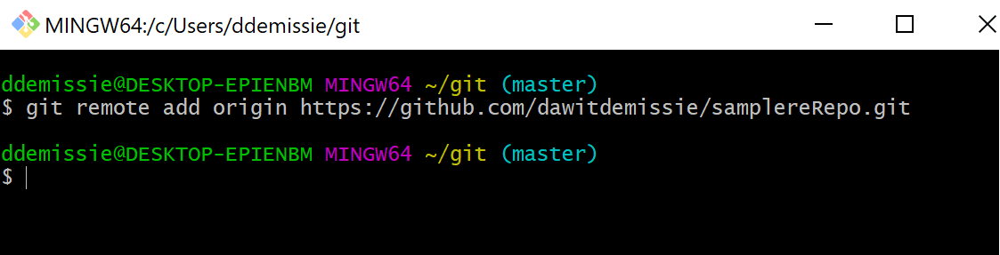 MINGW64:/c/Users/ddemissie/git
ddemissie@DESKTOP-EPIENBM MINGW64 ~/git (master)
$ git remote add origin https://github.com/dawitdemissie/samplereRepo.git
ddemissie@DESKTOP-EPIENBM MINGW64 ~/git (master)
$